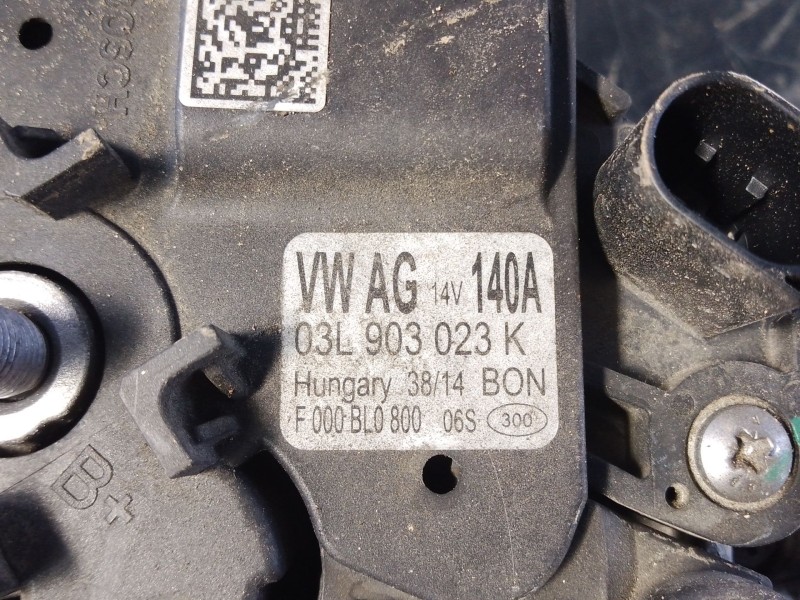 VW AG 14V 140A
03L 903 023 K
Hungary 38/14 BON
F 000 BL0 800 06S 300
B+